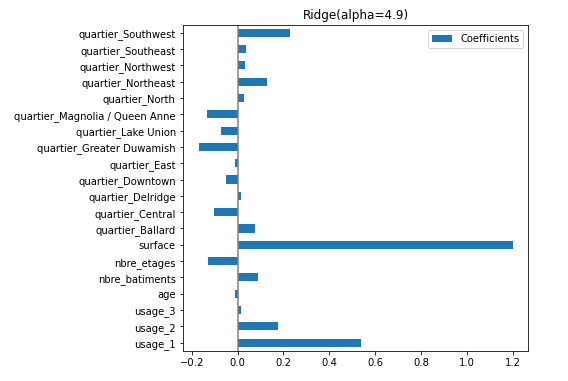 Ridge(alpha=4.9)
Coefficients
quartier_Southwest
quartier_Southeast
quartier_Northwest
quartier_Northeast
quartier_North
quartier_Magnolia / Queen Anne
quartier_Lake Union
quartier_Greater Duwamish
quartier_East
quartier_Downtown
quartier_Delridge
quartier_Central
quartier_Ballard
surface
nbre_etages
nbre_batiments
age
usage_3
usage_2
usage_1
−0.2 0.0 0.2 0.4 0.6 0.8 1.0 1.2